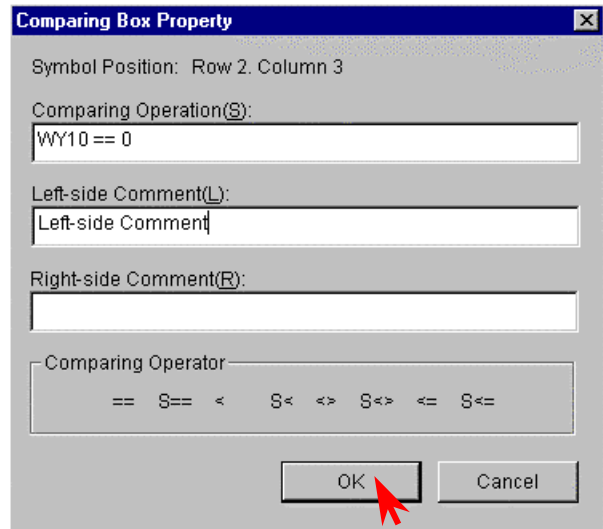 Comparing Box Property
Symbol Position: Row 2. Column 3
Comparing Operation(S):
WY10 == 0
Left-side Comment(L):
Left-side Comment
Right-side Comment(R):
Comparing Operator
== S== < S< <> S<> <= S<=
OK Cancel